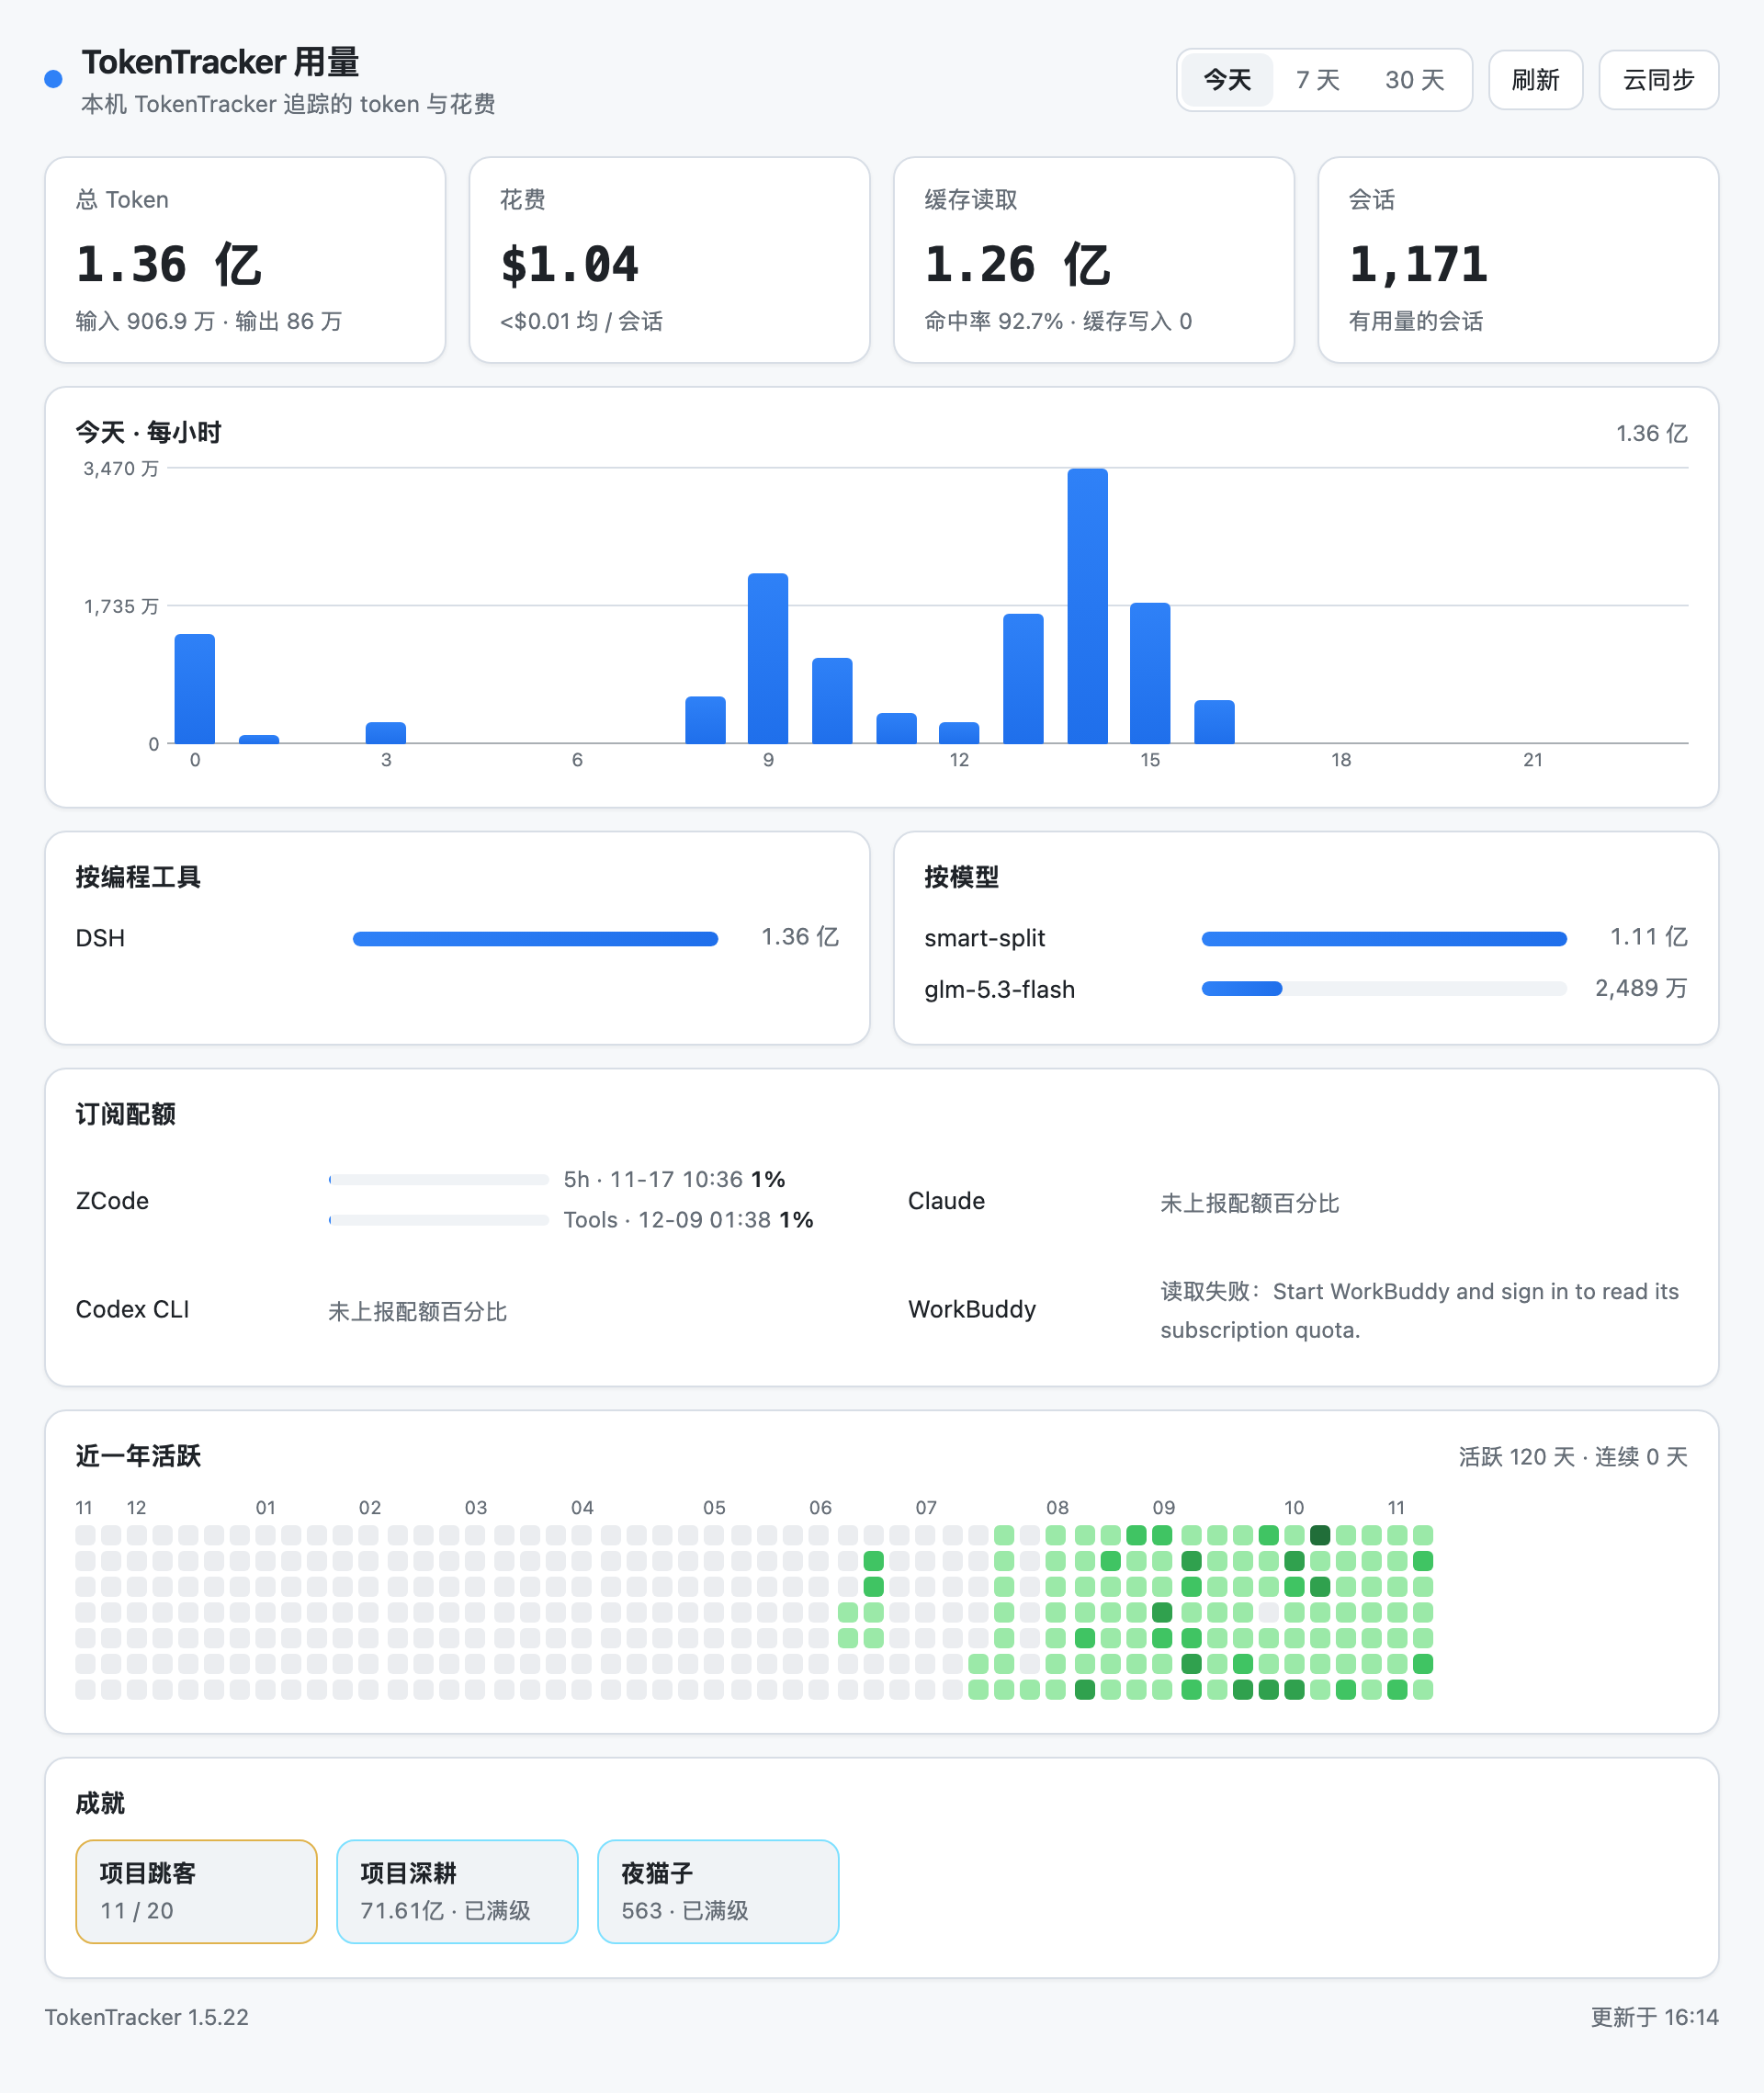 TokenTracker 用量
本机 TokenTracker 追踪的 token 与花费
今天 7 天 30 天 刷新 云同步
总 Token
1.36 亿
输入 906.9 万 · 输出 86 万
花费
$1.04
<$0.01 均 / 会话
缓存读取
1.26 亿
命中率 92.7% · 缓存写入 0
会话
1,171
有用量的会话
今天 · 每小时 1.36 亿
3,470 万
1,735 万
0
0 3 6 9 12 15 18 21
按编程工具
DSH 1.36 亿
按模型
smart-split 1.11 亿
glm-5.3-flash 2,489 万
订阅配额
ZCode
5h · 11-17 10:36 1%
Tools · 12-09 01:38 1%
Claude 未上报配额百分比
Codex CLI 未上报配额百分比
WorkBuddy
读取失败：Start WorkBuddy and sign in to read its
subscription quota.
近一年活跃 活跃 120 天 · 连续 0 天
11 12 01 02 03 04 05 06 07 08 09 10 11
成就
项目跳客
11 / 20
项目深耕
71.61亿 · 已满级
夜猫子
563 · 已满级
TokenTracker 1.5.22 更新于 16:14